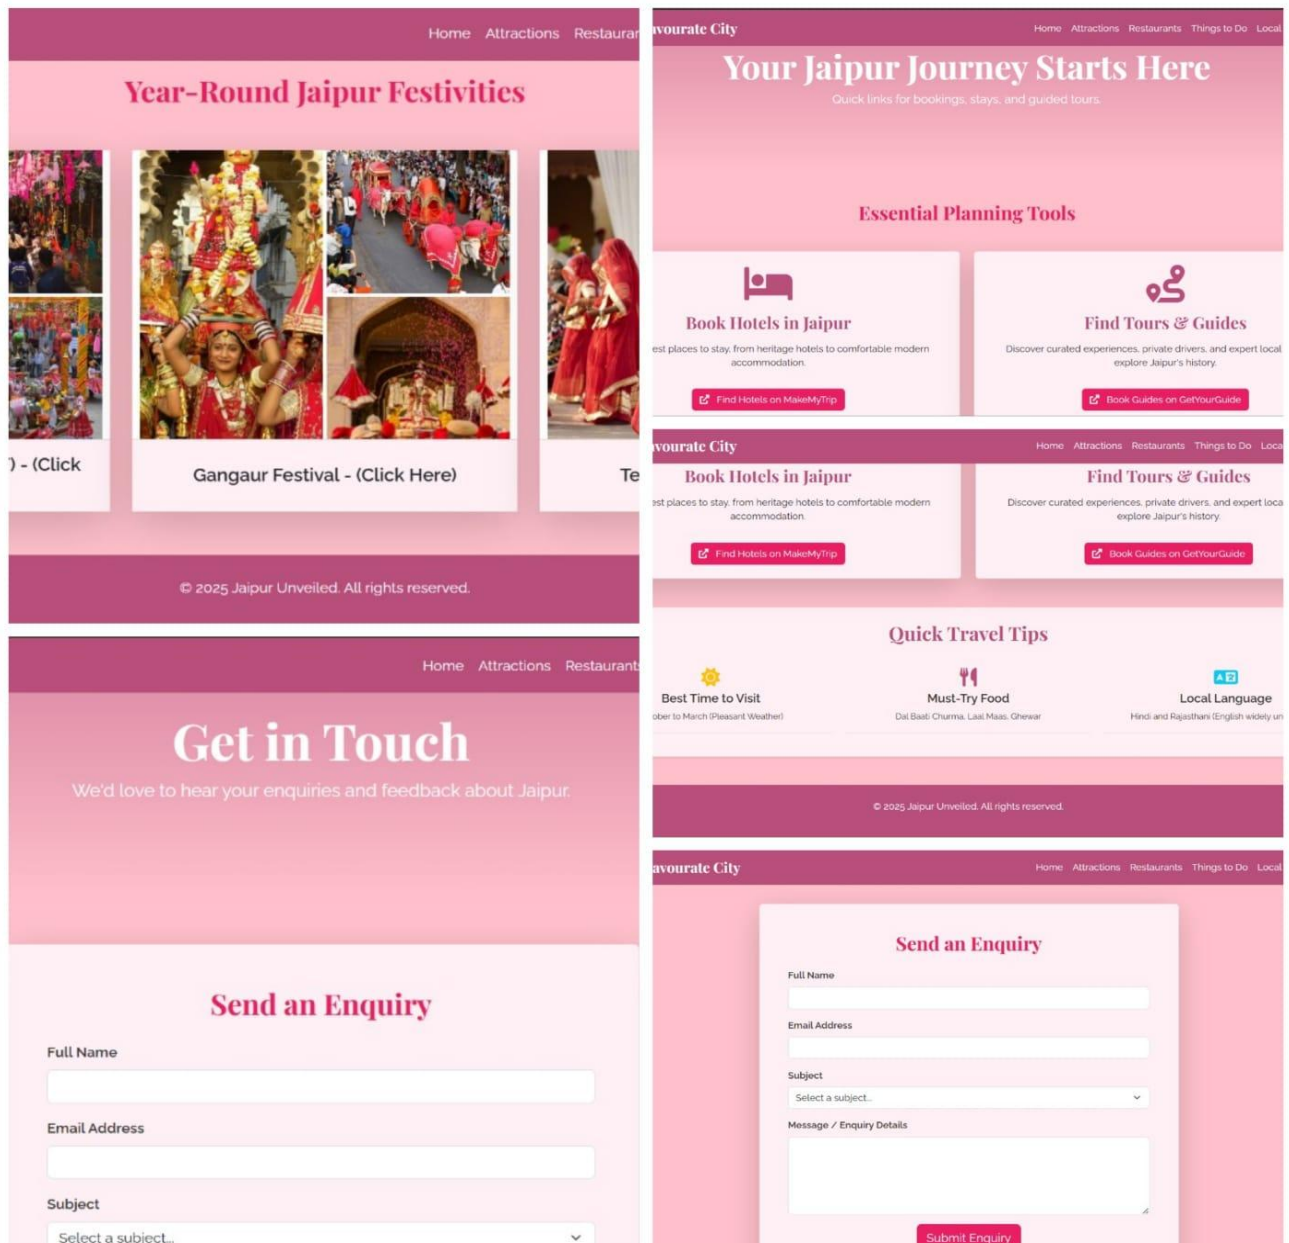 Home Attractions Restauran
Year-Round Jaipur Festivities
) - (Click
Gangaur Festival - (Click Here)
Te
© 2025 Jaipur Unveiled. All rights reserved.
Home Attractions Restaurants
Get in Touch
We'd love to hear your enquiries and feedback about Jaipur.
Send an Enquiry
Full Name
Email Address
Subject
Select a subject...
avourate City
Home Attractions Restaurants Things to Do Local
Your Jaipur Journey Starts Here
Quick links for bookings, stays, and guided tours.
Essential Planning Tools
Book Hotels in Jaipur
est places to stay, from heritage hotels to comfortable modern
accommodation.
Find Hotels on MakeMyTrip
Find Tours & Guides
Discover curated experiences, private drivers, and expert local
explore Jaipur's history.
Book Guides on GetYourGuide
avourate City
Home Attractions Restaurants Things to Do Loca
Book Hotels in Jaipur
est places to stay, from heritage hotels to comfortable modern
accommodation.
Find Hotels on MakeMyTrip
Find Tours & Guides
Discover curated experiences, private drivers, and expert loca
explore Jaipur's history.
Book Guides on GetYourGuide
Quick Travel Tips
Best Time to Visit
ober to March (Pleasant Weather)
Must-Try Food
Dal Baati Churma, Laal Maas, Ghewar
Local Language
Hindi and Rajasthani (English widely un
© 2025 Jaipur Unveiled. All rights reserved.
avourate City
Home Attractions Restaurants Things to Do Local
Send an Enquiry
Full Name
Email Address
Subject
Select a subject...
Message / Enquiry Details
Submit Enquiry